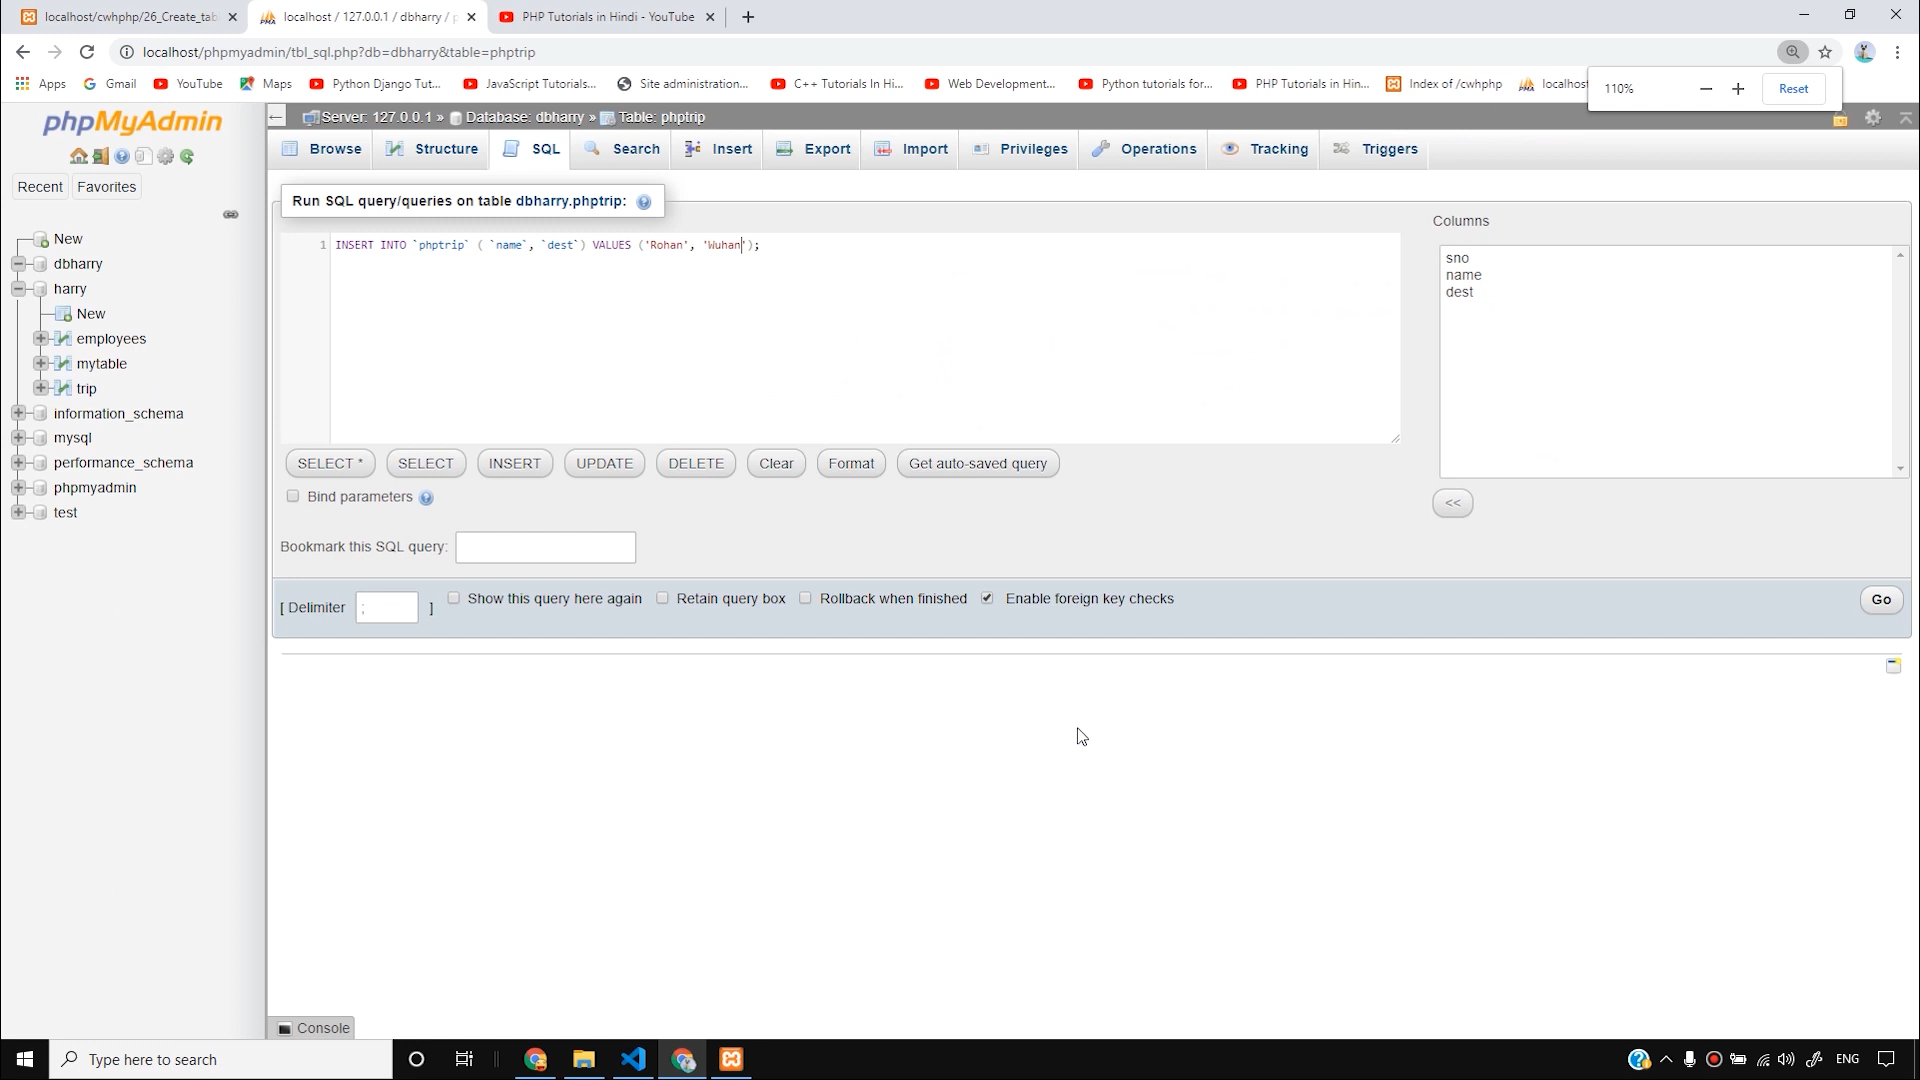 localhost/cwhphp/26_Create_tab
localhost / 127.0.0.1 / dbharry / p
PHP Tutorials in Hindi - YouTube
localhost/phpmyadmin/tbl_sql.php?db=dbharry&table=phptrip
Apps
Gmail
YouTube
Maps
Python Django Tut...
JavaScript Tutorials...
Site administration...
C++ Tutorials In Hi...
Web Development...
Python tutorials for...
PHP Tutorials in Hin...
Index of /cwhphp
localhost
110%
Reset
phpMyAdmin
Recent
Favorites
New
dbharry
harry
New
employees
mytable
trip
information_schema
mysql
performance_schema
phpmyadmin
test
Server: 127.0.0.1 » Database: dbharry » Table: phptrip
Browse
Structure
SQL
Search
Insert
Export
Import
Privileges
Operations
Tracking
Triggers
Run SQL query/queries on table dbharry.phptrip:
1 INSERT INTO `phptrip` ( `name`, `dest`) VALUES ('Rohan', 'Wuhan');
Columns
sno
name
dest
SELECT *
SELECT
INSERT
UPDATE
DELETE
Clear
Format
Get auto-saved query
<<
Bind parameters
Bookmark this SQL query:
[ Delimiter ; ]
Show this query here again
Retain query box
Rollback when finished
Enable foreign key checks
Go
Console
Type here to search
ENG